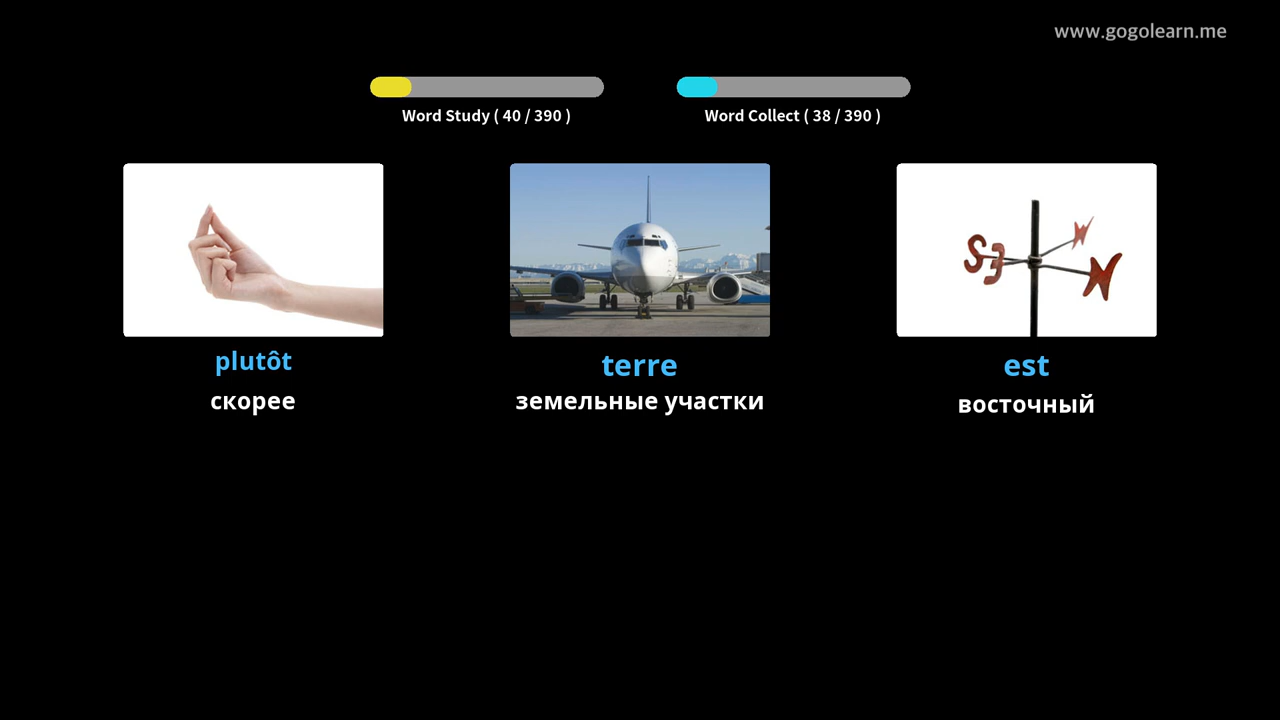 www.gogolearn.me
Word Study ( 40 / 390 )
Word Collect ( 38 / 390 )
plutôt
terre
est
скорее
земельные участки
восточный
S
E
N
W